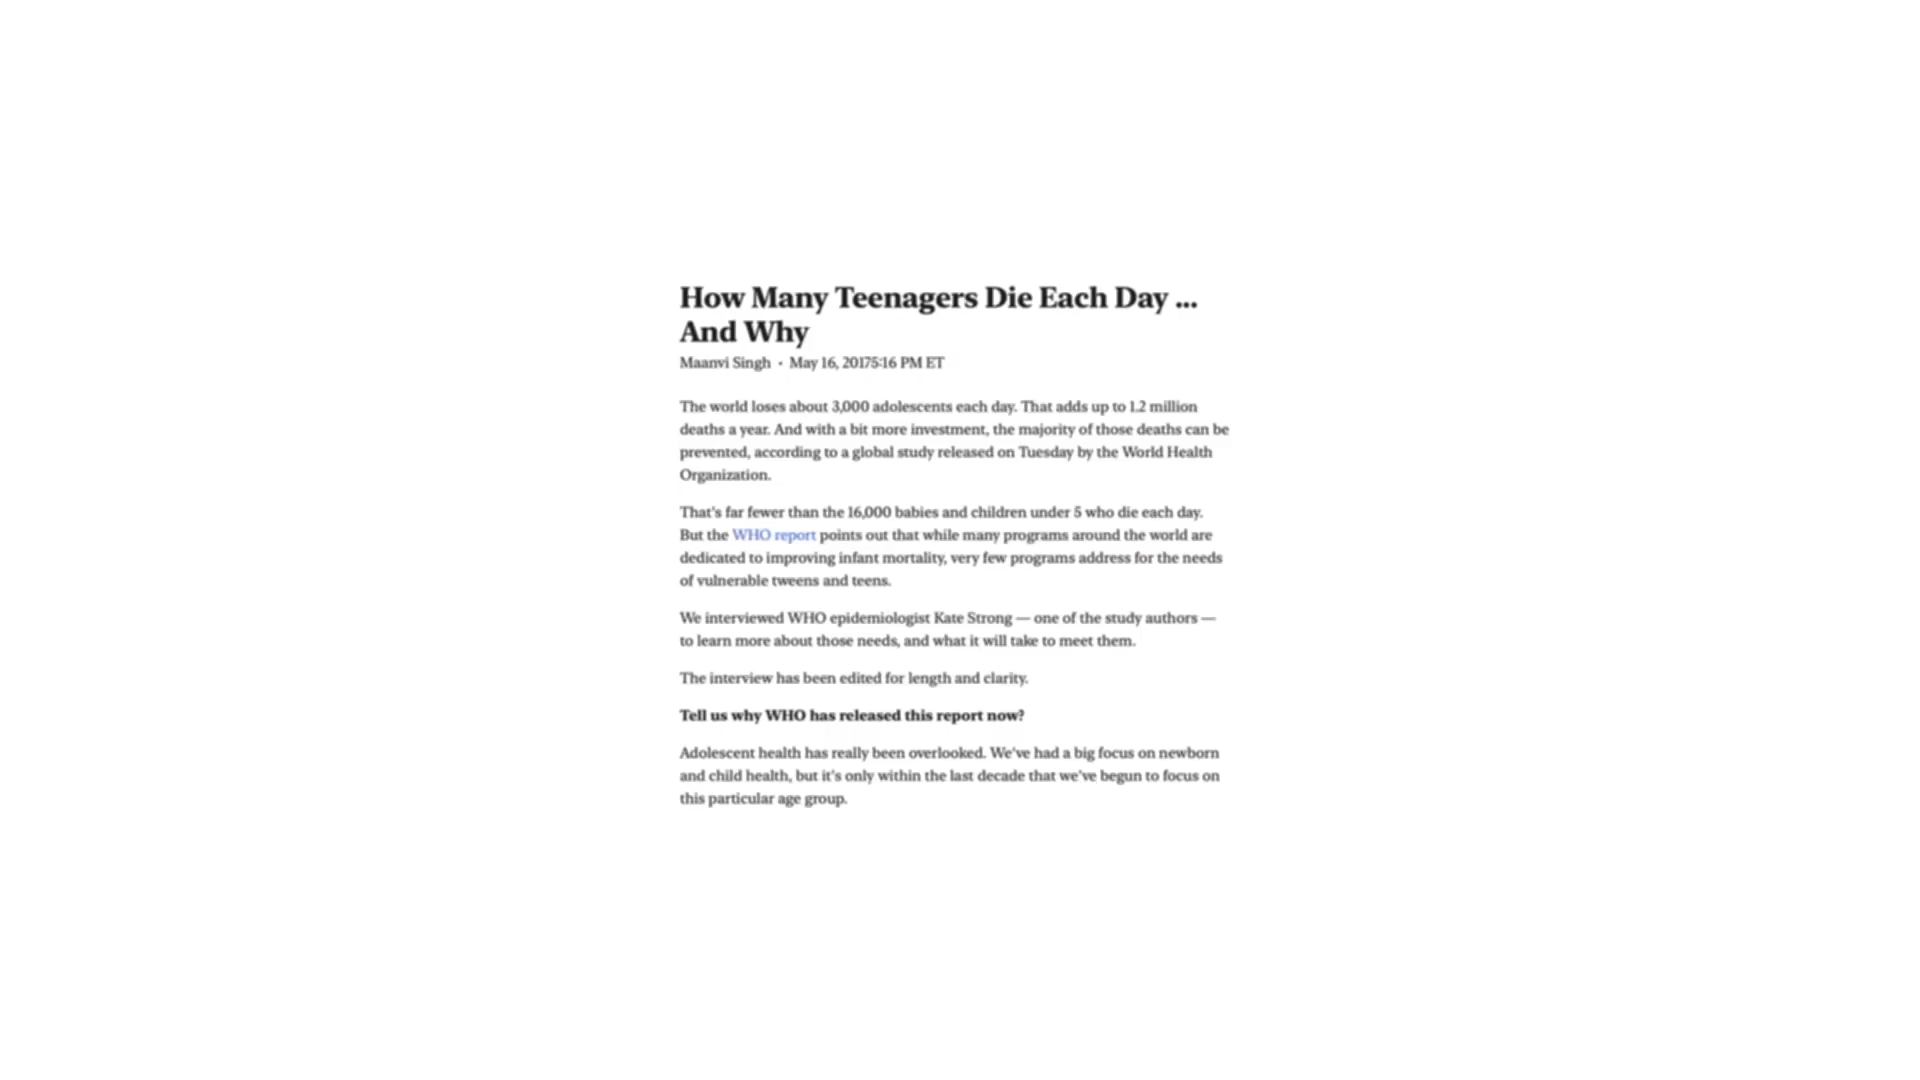 How Many Teenagers Die Each Day ...
And Why
Maanvi Singh · May 16, 20175:16 PM ET
The world loses about 3,000 adolescents each day. That adds up to 1.2 million
deaths a year. And with a bit more investment, the majority of those deaths can be
prevented, according to a global study released on Tuesday by the World Health
Organization.
That's far fewer than the 16,000 babies and children under 5 who die each day.
But the WHO report points out that while many programs around the world are
dedicated to improving infant mortality, very few programs address for the needs
of vulnerable tweens and teens.
We interviewed WHO epidemiologist Kate Strong — one of the study authors —
to learn more about those needs, and what it will take to meet them.
The interview has been edited for length and clarity.
Tell us why WHO has released this report now?
Adolescent health has really been overlooked. We've had a big focus on newborn
and child health, but it's only within the last decade that we've begun to focus on
this particular age group.